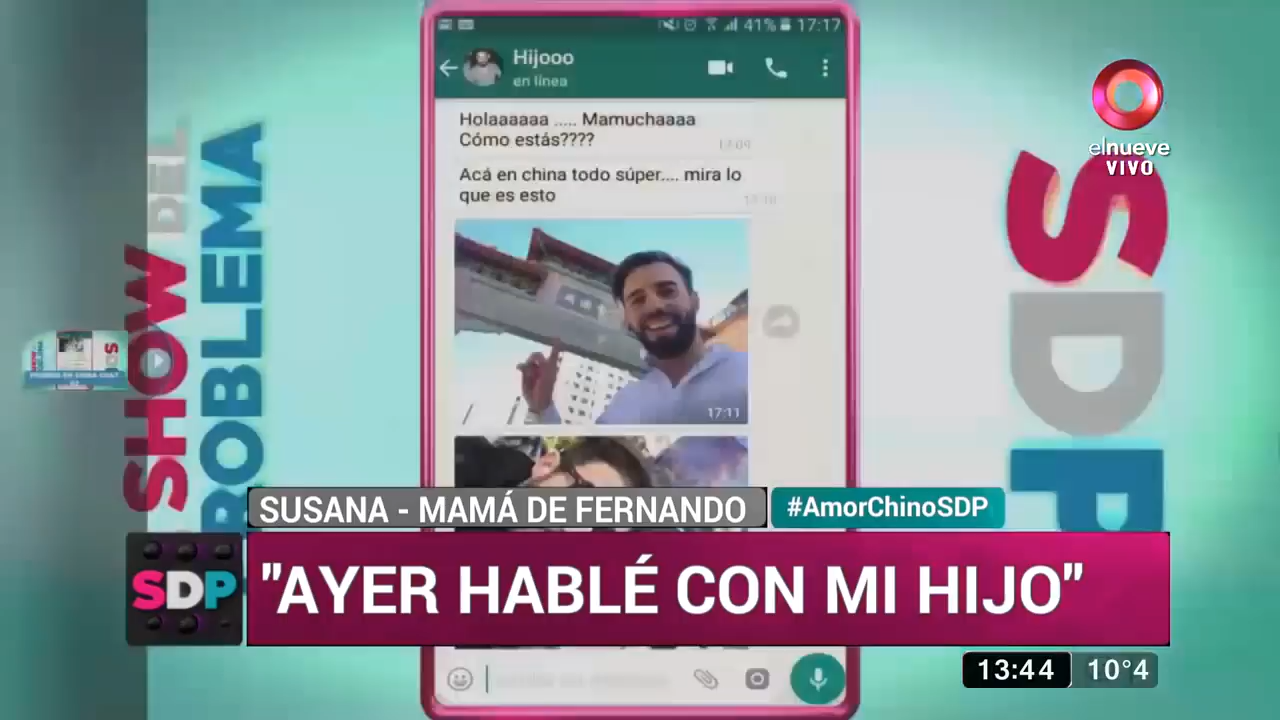 41% 17:17
Hijooo
en línea
Holaaaaaa ..... Mamuchaaaa
Cómo estás????
17:09
Acá en china todo súper.... mira lo
que es esto
17:11
elnueve
VIVO
SHOW DEL
PROBLEMA
SDP
SUSANA - MAMÁ DE FERNANDO
#AmorChinoSDP
SDP
"AYER HABLÉ CON MI HIJO"
13:44 10°4